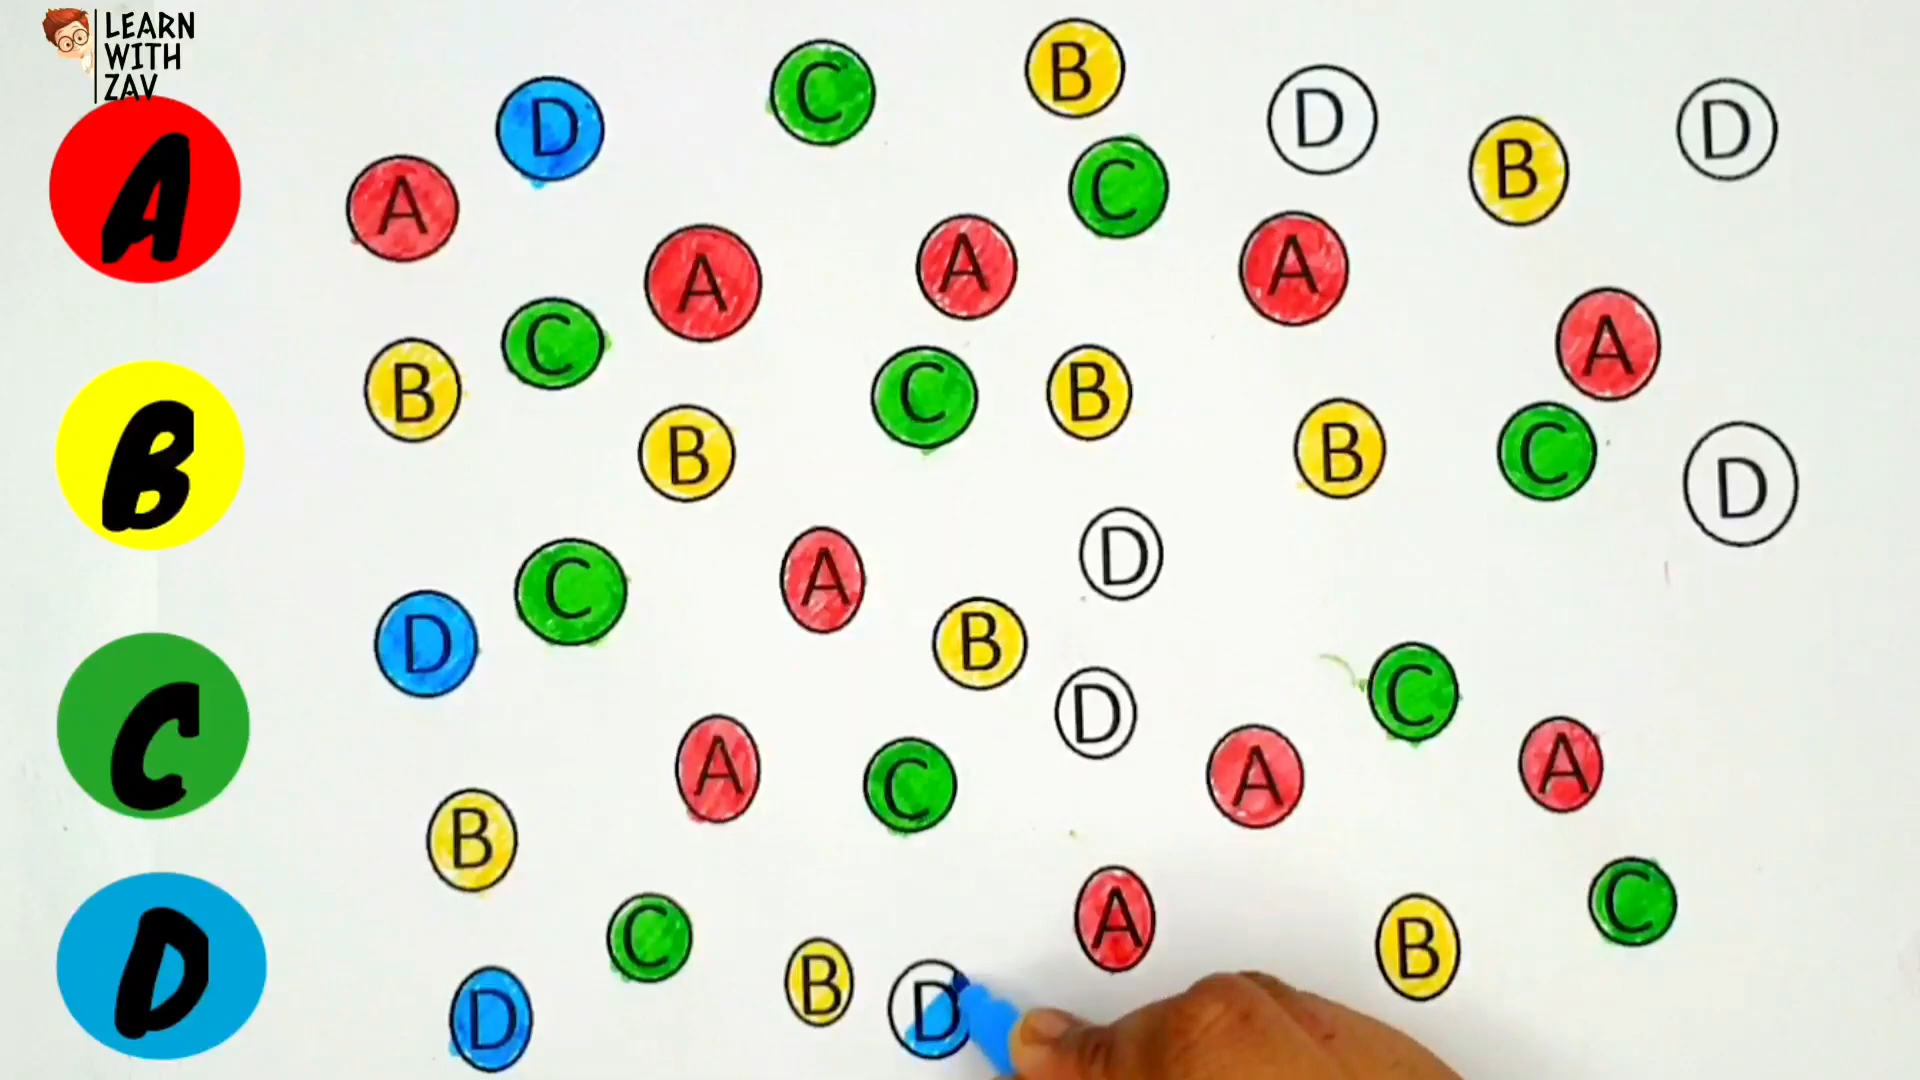 LEARN
WITH
ZAV
A
B
C
D
D C B D B D
A C
A A A A
B C C B B C D
B
C A D
D B
D C
A C A A
B
C A B C
D B D